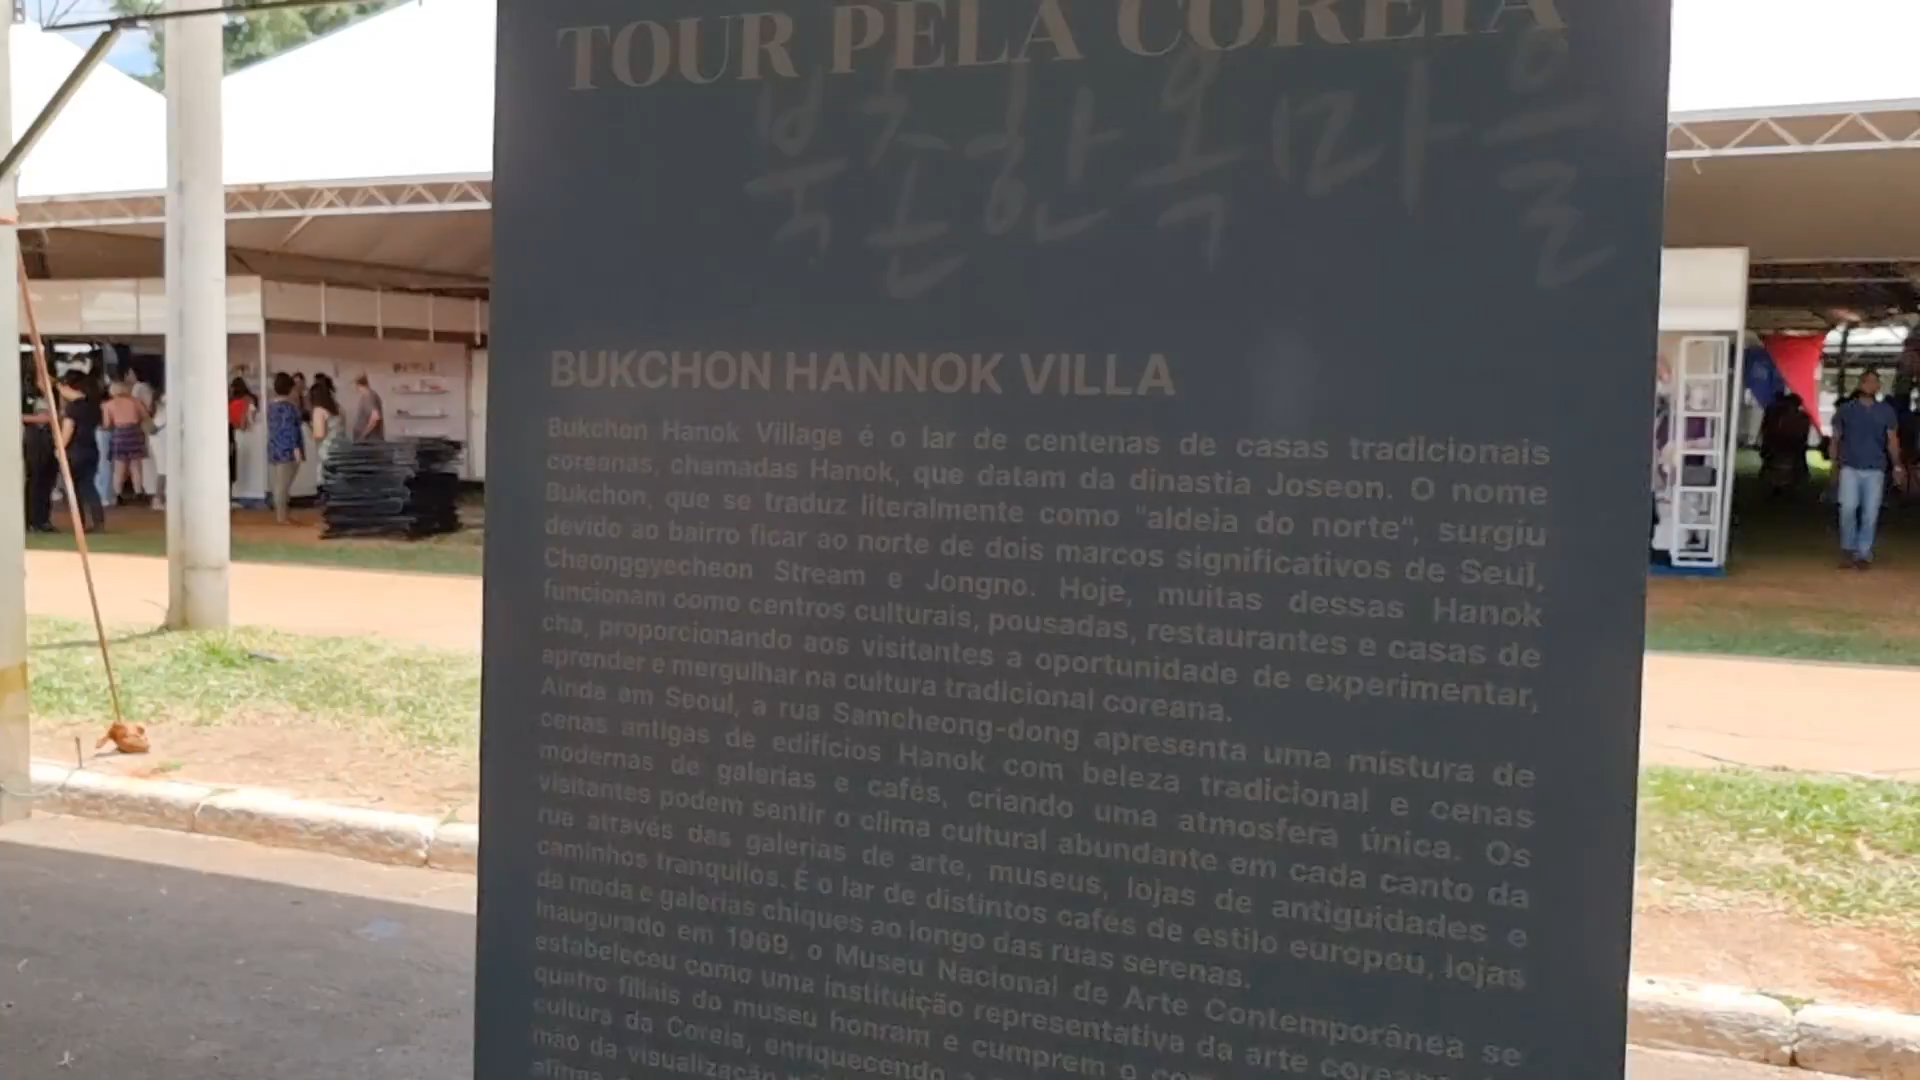 TOUR PELA COREIA
북촌한옥마을
BUKCHON HANNOK VILLA
Bukchon Hanok Village é o lar de centenas de casas tradicionais
coreanas, chamadas Hanok, que datam da dinastia Joseon. O nome
Bukchon, que se traduz literalmente como "aldeia do norte", surgiu
devido ao bairro ficar ao norte de dois marcos significativos de Seul,
Cheonggyecheon Stream e Jongno. Hoje, muitas dessas Hanok
funcionam como centros culturais, pousadas, restaurantes e casas de
chá, proporcionando aos visitantes a oportunidade de experimentar,
aprender e mergulhar na cultura tradicional coreana.
Ainda em Seoul, a rua Samcheong-dong apresenta uma mistura de
cenas antigas de edifícios Hanok com beleza tradicional e cenas
modernas de galerias e cafés, criando uma atmosfera única. Os
visitantes podem sentir o clima cultural abundante em cada canto da
rua através das galerias de arte, museus, lojas de antiguidades e
caminhos tranquilos. É o lar de distintos cafés de estilo europeu, lojas
da moda e galerias chiques ao longo das ruas serenas.
Inaugurado em 1969, o Museu Nacional de Arte Contemporânea se
estabeleceu como uma instituição representativa da arte
quatro filiais do museu honram e cumprem o
cultura da Coreia, enriquecendo
mão da visualização